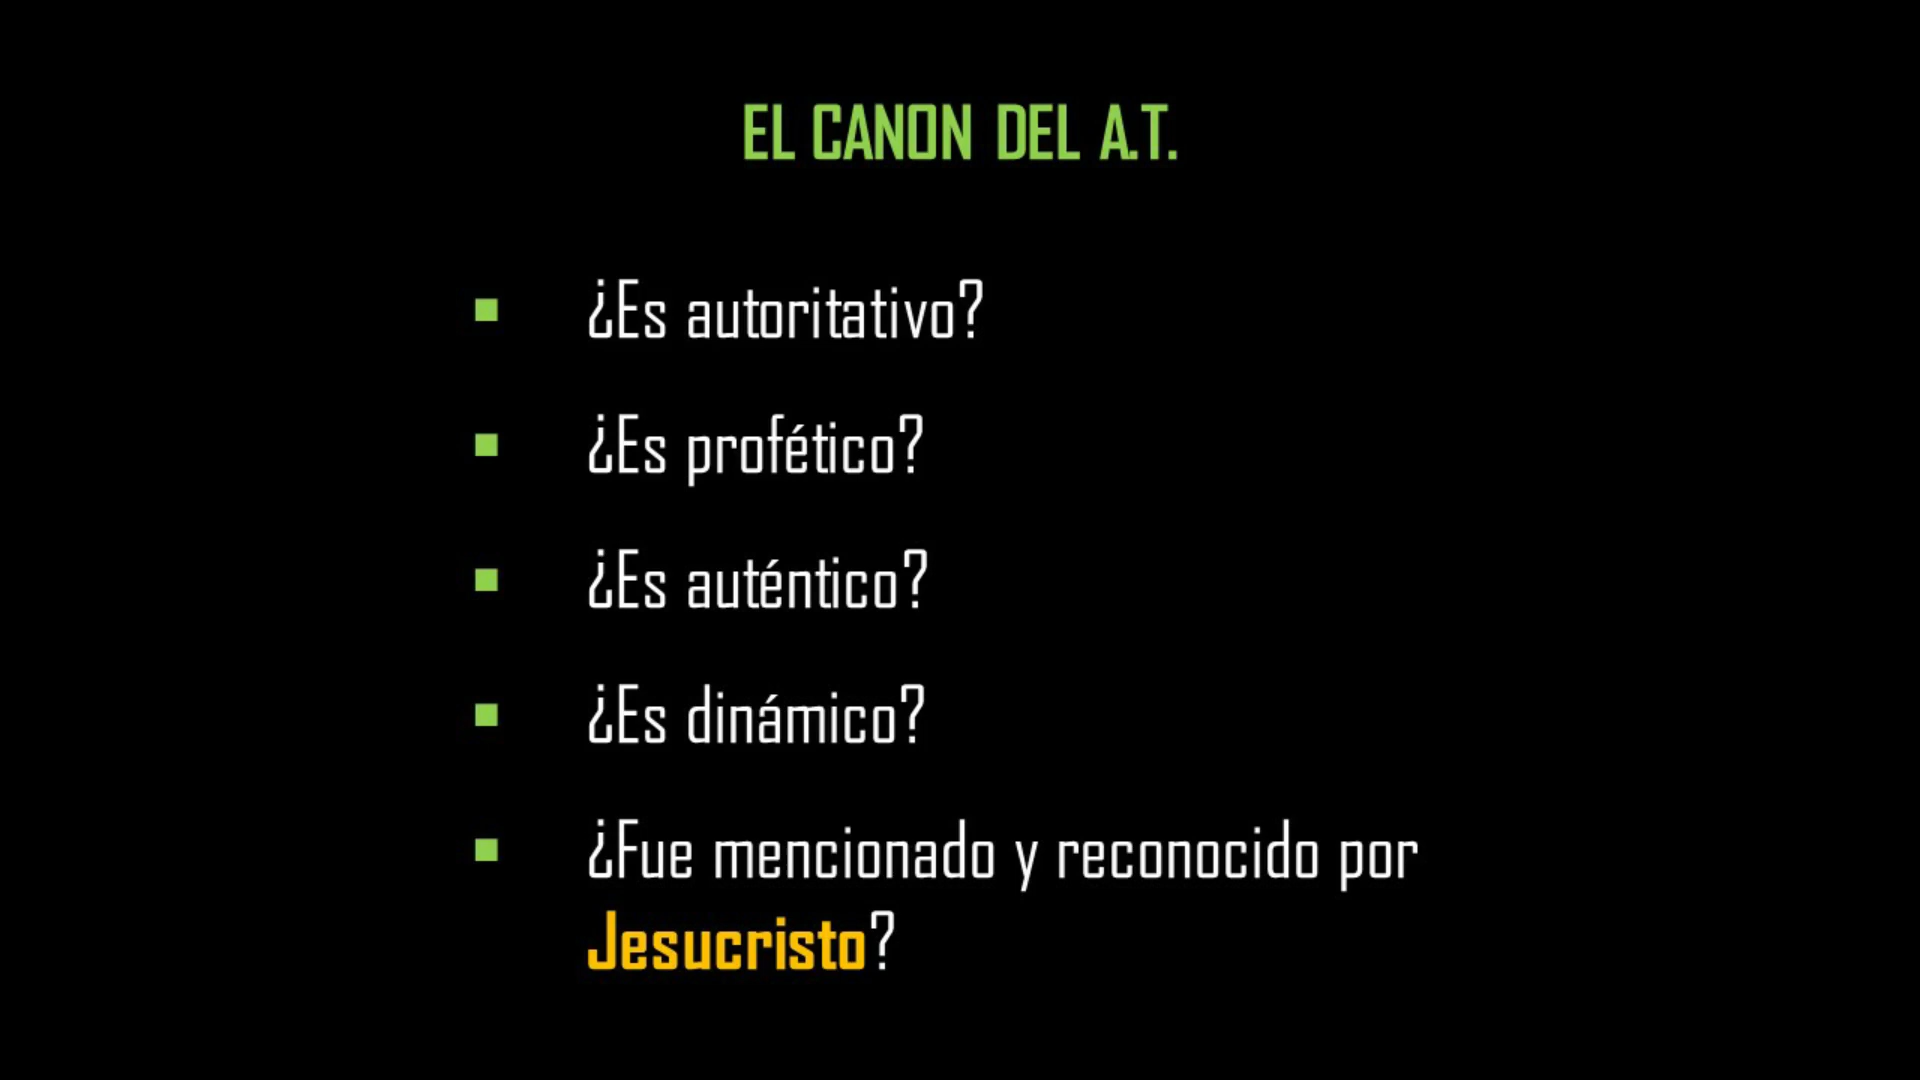 EL CANON DEL A.T.
¿Es autoritativo?
¿Es profético?
¿Es auténtico?
¿Es dinámico?
¿Fue mencionado y reconocido por
Jesucristo?